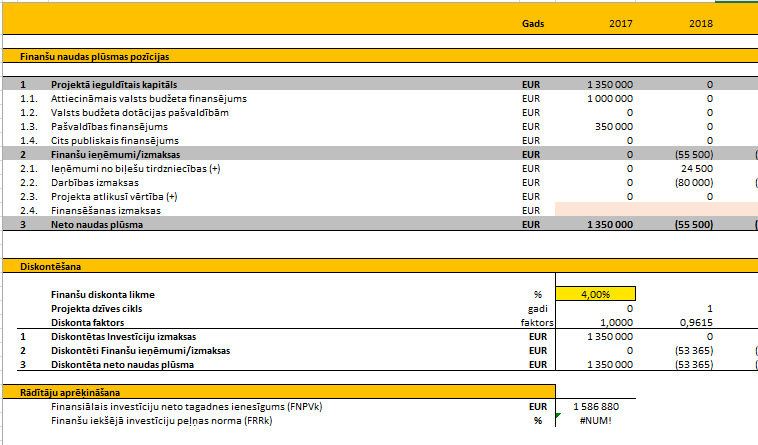 Gads 2017 2018
Finanšu naudas plūsmas pozīcijas
1 Projektā ieguldītais kapitāls EUR 1 350 000 0
1.1. Attiecināmais valsts budžeta finansējums EUR 1 000 000 0
1.2. Valsts budžeta dotācijas pašvaldībām EUR 0 0
1.3. Pašvaldības finansējums EUR 350 000 0
1.4. Cits publiskais finansējums EUR 0 0
2 Finanšu ieņēmumi/izmaksas EUR 0 (55 500)
2.1. Ieņēmumi no biļešu tirdzniecības (+) EUR 0 24 500
2.2. Darbības izmaksas EUR 0 (80 000)
2.3. Projekta atlikusī vērtība (+) EUR 0 0
2.4. Finansēšanas izmaksas EUR
3 Neto naudas plūsma EUR 1 350 000 (55 500)
Diskontēšana
Finanšu diskonta likme % 4,00%
Projekta dzīves cikls gadi 0 1
Diskonta faktors faktors 1,0000 0,9615
1 Diskontētas Investīciju izmaksas EUR 1 350 000 0
2 Diskontēti Finanšu ieņēmumi/izmaksas EUR 0 (53 365)
3 Diskontēta neto naudas plūsma EUR 1 350 000 (53 365)
Rādītāju aprēķināšana
Finansiālais investīciju neto tagadnes ienesīgums (FNPVk) EUR 1 586 880
Finanšu iekšējā investīciju peļņas norma (FRRk) % #NUM!